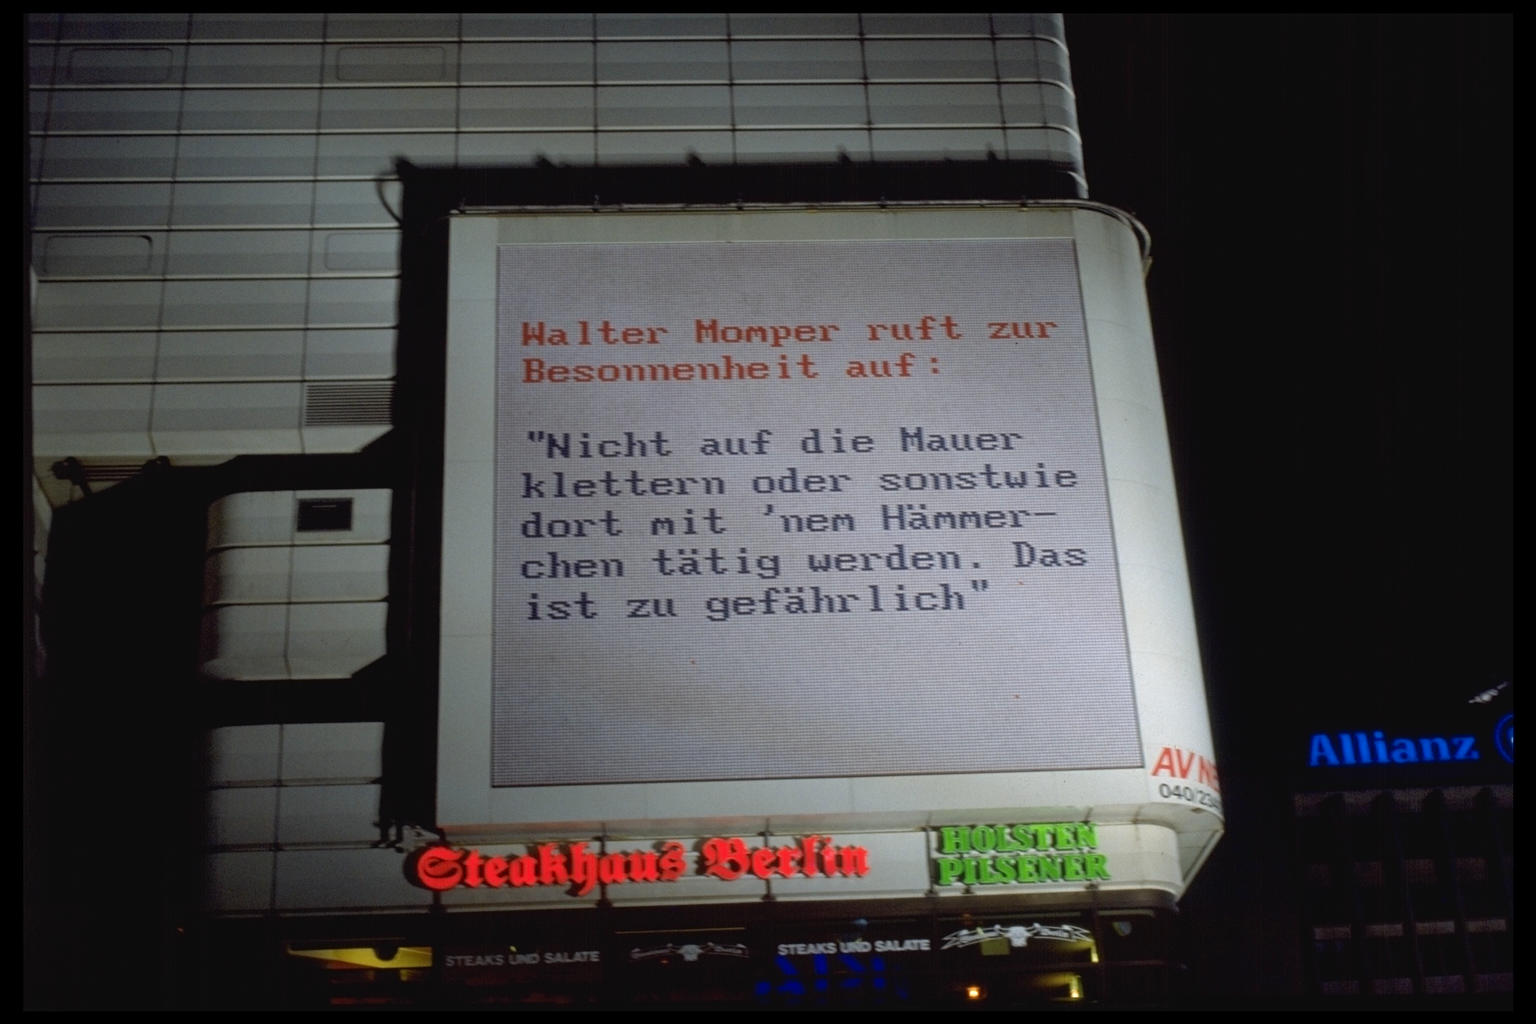 Walter Momper ruft zur
Besonnenheit auf:
"Nicht auf die Mauer
klettern oder sonstwie
dort mit 'nem Hämmer-
chen tätig werden. Das
ist zu gefährlich"
Allianz
AV
Steakhaus Berlin
HOLSTEN
PILSENER
STEAKS UND SALATE
STEAKS UND SALATE